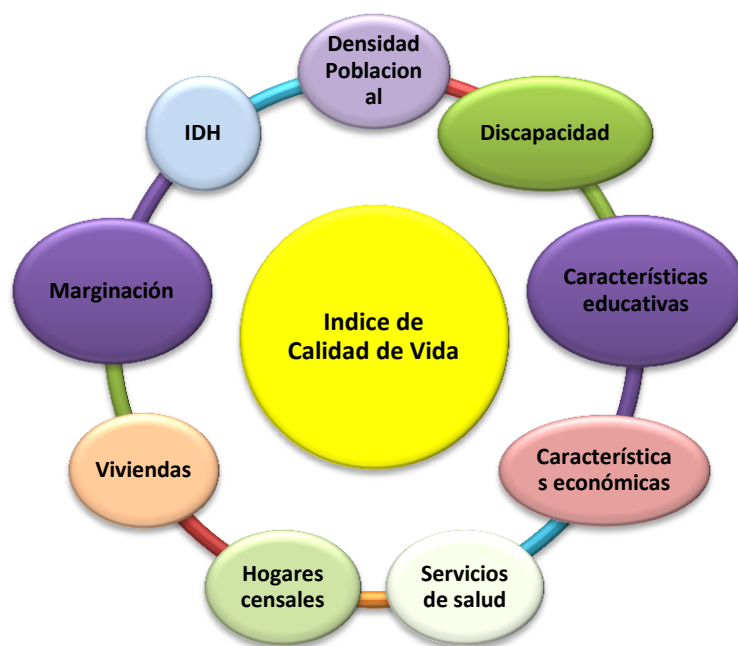 Densidad
Poblacion
al
Discapacidad
Características
educativas
Característica
s económicas
Servicios
de salud
Hogares
censales
Viviendas
Marginación
IDH
Indice de
Calidad de Vida